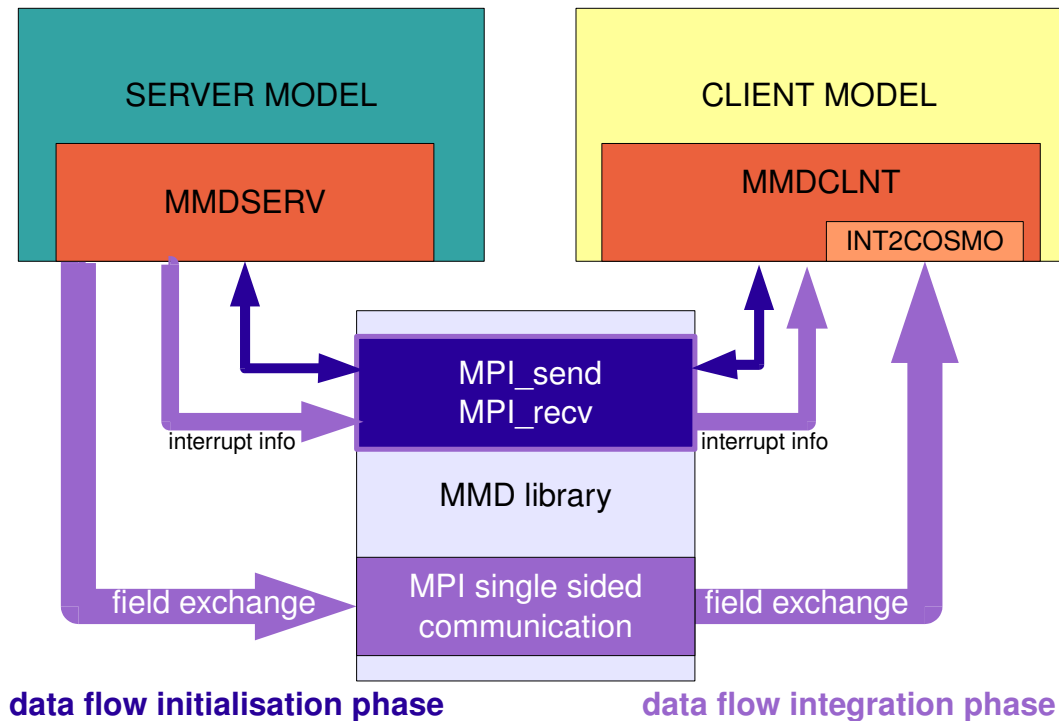 SERVER MODEL
CLIENT MODEL
MMDSERV
MMDCLNT
INT2COSMO
MPI_send
MPI_recv
interrupt info
interrupt info
MMD library
field exchange
MPI single sided
communication
field exchange
data flow initialisation phase
data flow integration phase